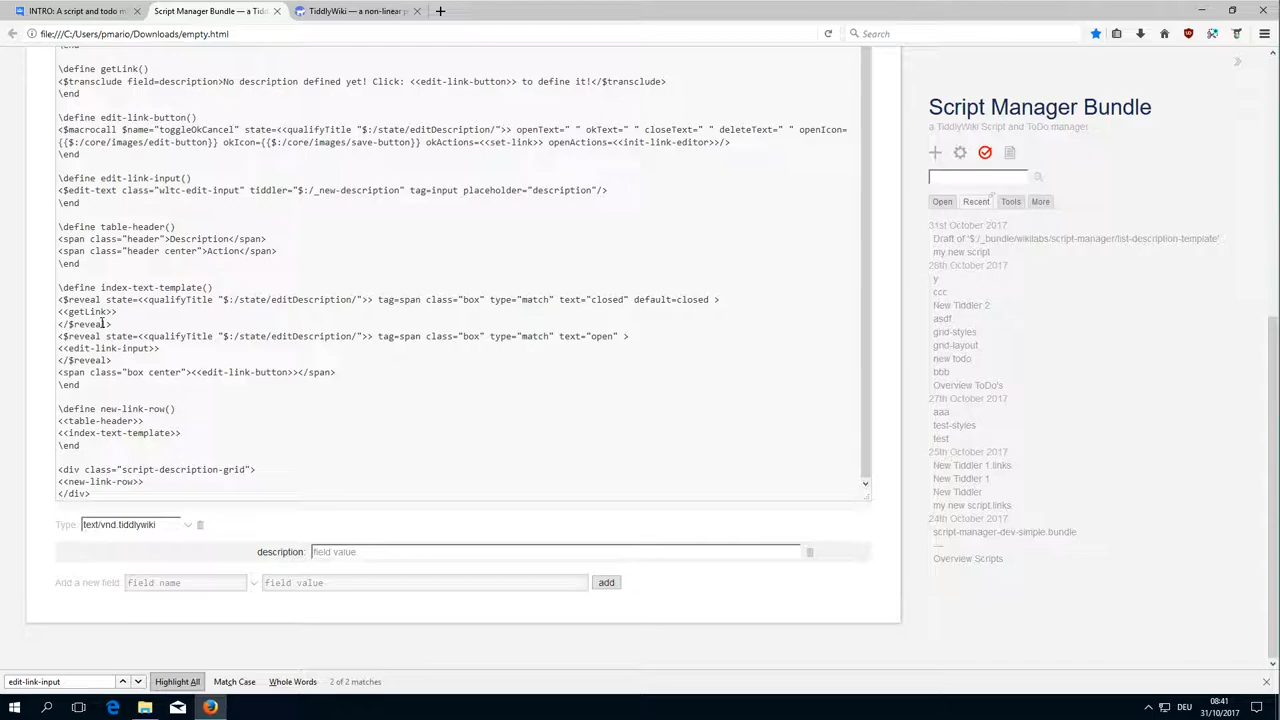 INTRO: A script and todo m
Script Manager Bundle — a Tidd
TiddlyWiki — a non-linear p
file:///C:/Users/pmario/Downloads/empty.html
Search
\define getLink()
<$transclude field=description>No description defined yet! Click: <<edit-link-button>> to define it!</$transclude>
\end
\define edit-link-button()
<$macrocall $name="toggleOkCancel" state=<<qualifyTitle "$:/state/editDescription/">> openText=" " okText=" " closeText=" " deleteText=" " openIcon=
{{$:/core/images/edit-button}} okIcon={{$:/core/images/save-button}} okActions=<<set-link>> openActions=<<init-link-editor>>/>
\end
\define edit-link-input()
<$edit-text class="wltc-edit-input" tiddler="$:/_new-description" tag=input placeholder="description"/>
\end
\define table-header()
<span class="header">Description</span>
<span class="header center">Action</span>
\end
\define index-text-template()
<$reveal state=<<qualifyTitle "$:/state/editDescription/">> tag=span class="box" type="match" text="closed" default=closed >
<<getLink>>
</$reveal>
<$reveal state=<<qualifyTitle "$:/state/editDescription/">> tag=span class="box" type="match" text="open" >
<<edit-link-input>>
</$reveal>
<span class="box center"><<edit-link-button>></span>
\end
\define new-link-row()
<<table-header>>
<<index-text-template>>
\end
<div class="script-description-grid">
<<new-link-row>>
</div>
Type: text/vnd.tiddlywiki
description: field value
Add a new field: field name field value add
Script Manager Bundle
a TiddlyWiki Script and ToDo manager
Open Recent Tools More
31st October 2017
Draft of '$:/_bundle/wikilabs/script-manager/list-description-template'
my new script
28th October 2017
y
ccc
New Tiddler 2
asdf
grid-styles
grid-layout
new todo
bbb
Overview ToDo's
27th October 2017
aaa
test-styles
test
25th October 2017
New Tiddler 1.links
New Tiddler 1
New Tiddler
my new script.links
24th October 2017
script-manager-dev-simple.bundle
Overview Scripts
edit-link-input Highlight All Match Case Whole Words 2 of 2 matches
DEU
08:41
31/10/2017